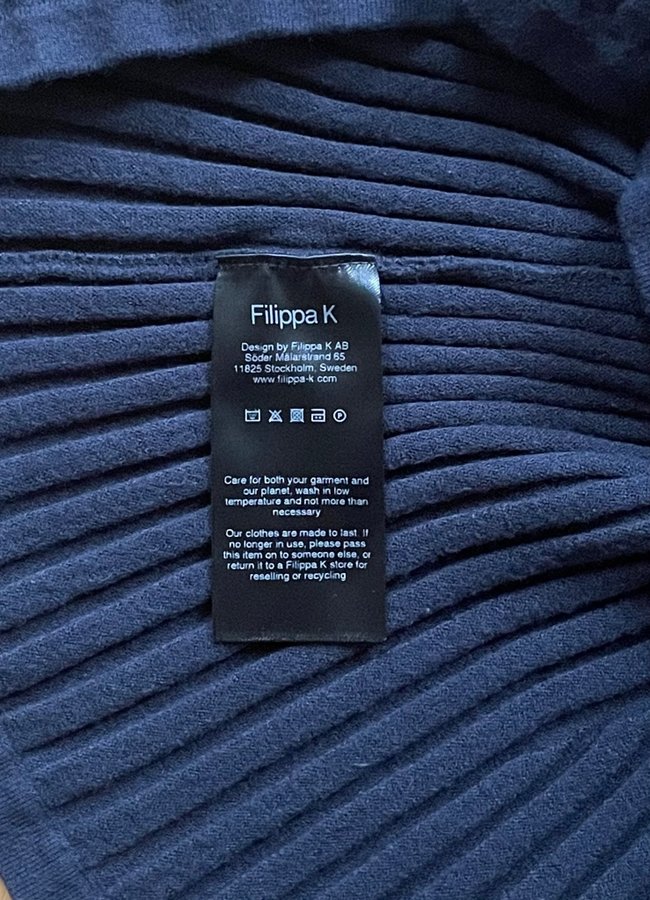 Filippa K
Design by Filippa K AB
Söder Mälarstrand 65
11825 Stockholm, Sweden
www.filippa-k.com
P
Care for both your garment and
our planet, wash in low
temperature and not more than
necessary
Our clothes are made to last. If
no longer in use, please pass
this item on to someone else, or
return it to a Filippa K store for
reselling or recycling